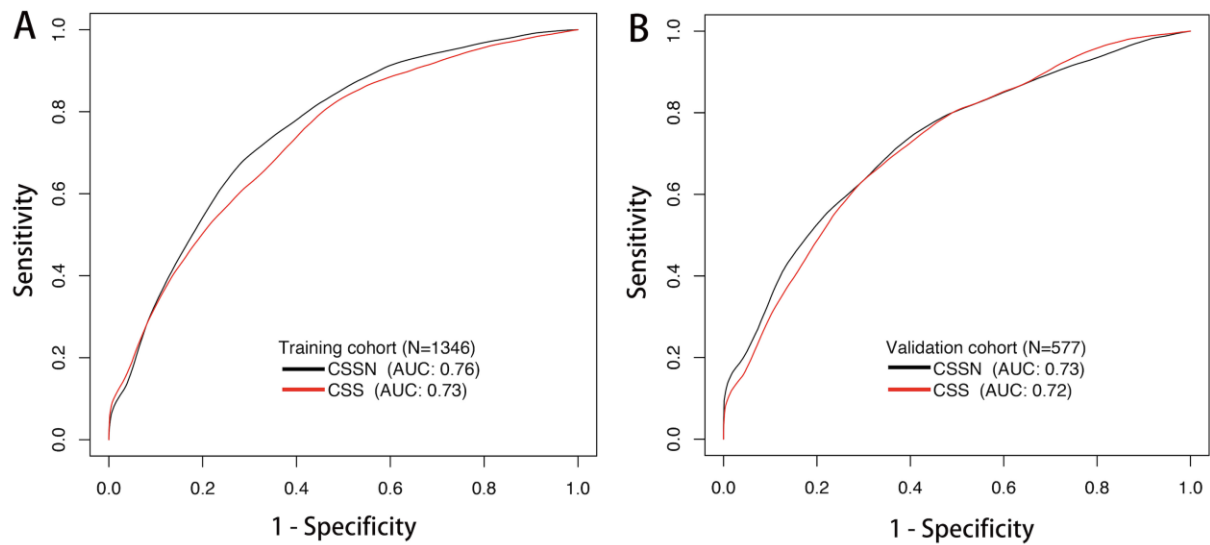 A
Sensitivity
1.0
0.8
0.6
0.4
0.2
0.0
Training cohort (N=1346)
CSSN (AUC: 0.76)
CSS (AUC: 0.73)
0.0 0.2 0.4 0.6 0.8 1.0
1 - Specificity
B
Sensitivity
1.0
0.8
0.6
0.4
0.2
0.0
Validation cohort (N=577)
CSSN (AUC: 0.73)
CSS (AUC: 0.72)
0.0 0.2 0.4 0.6 0.8 1.0
1 - Specificity